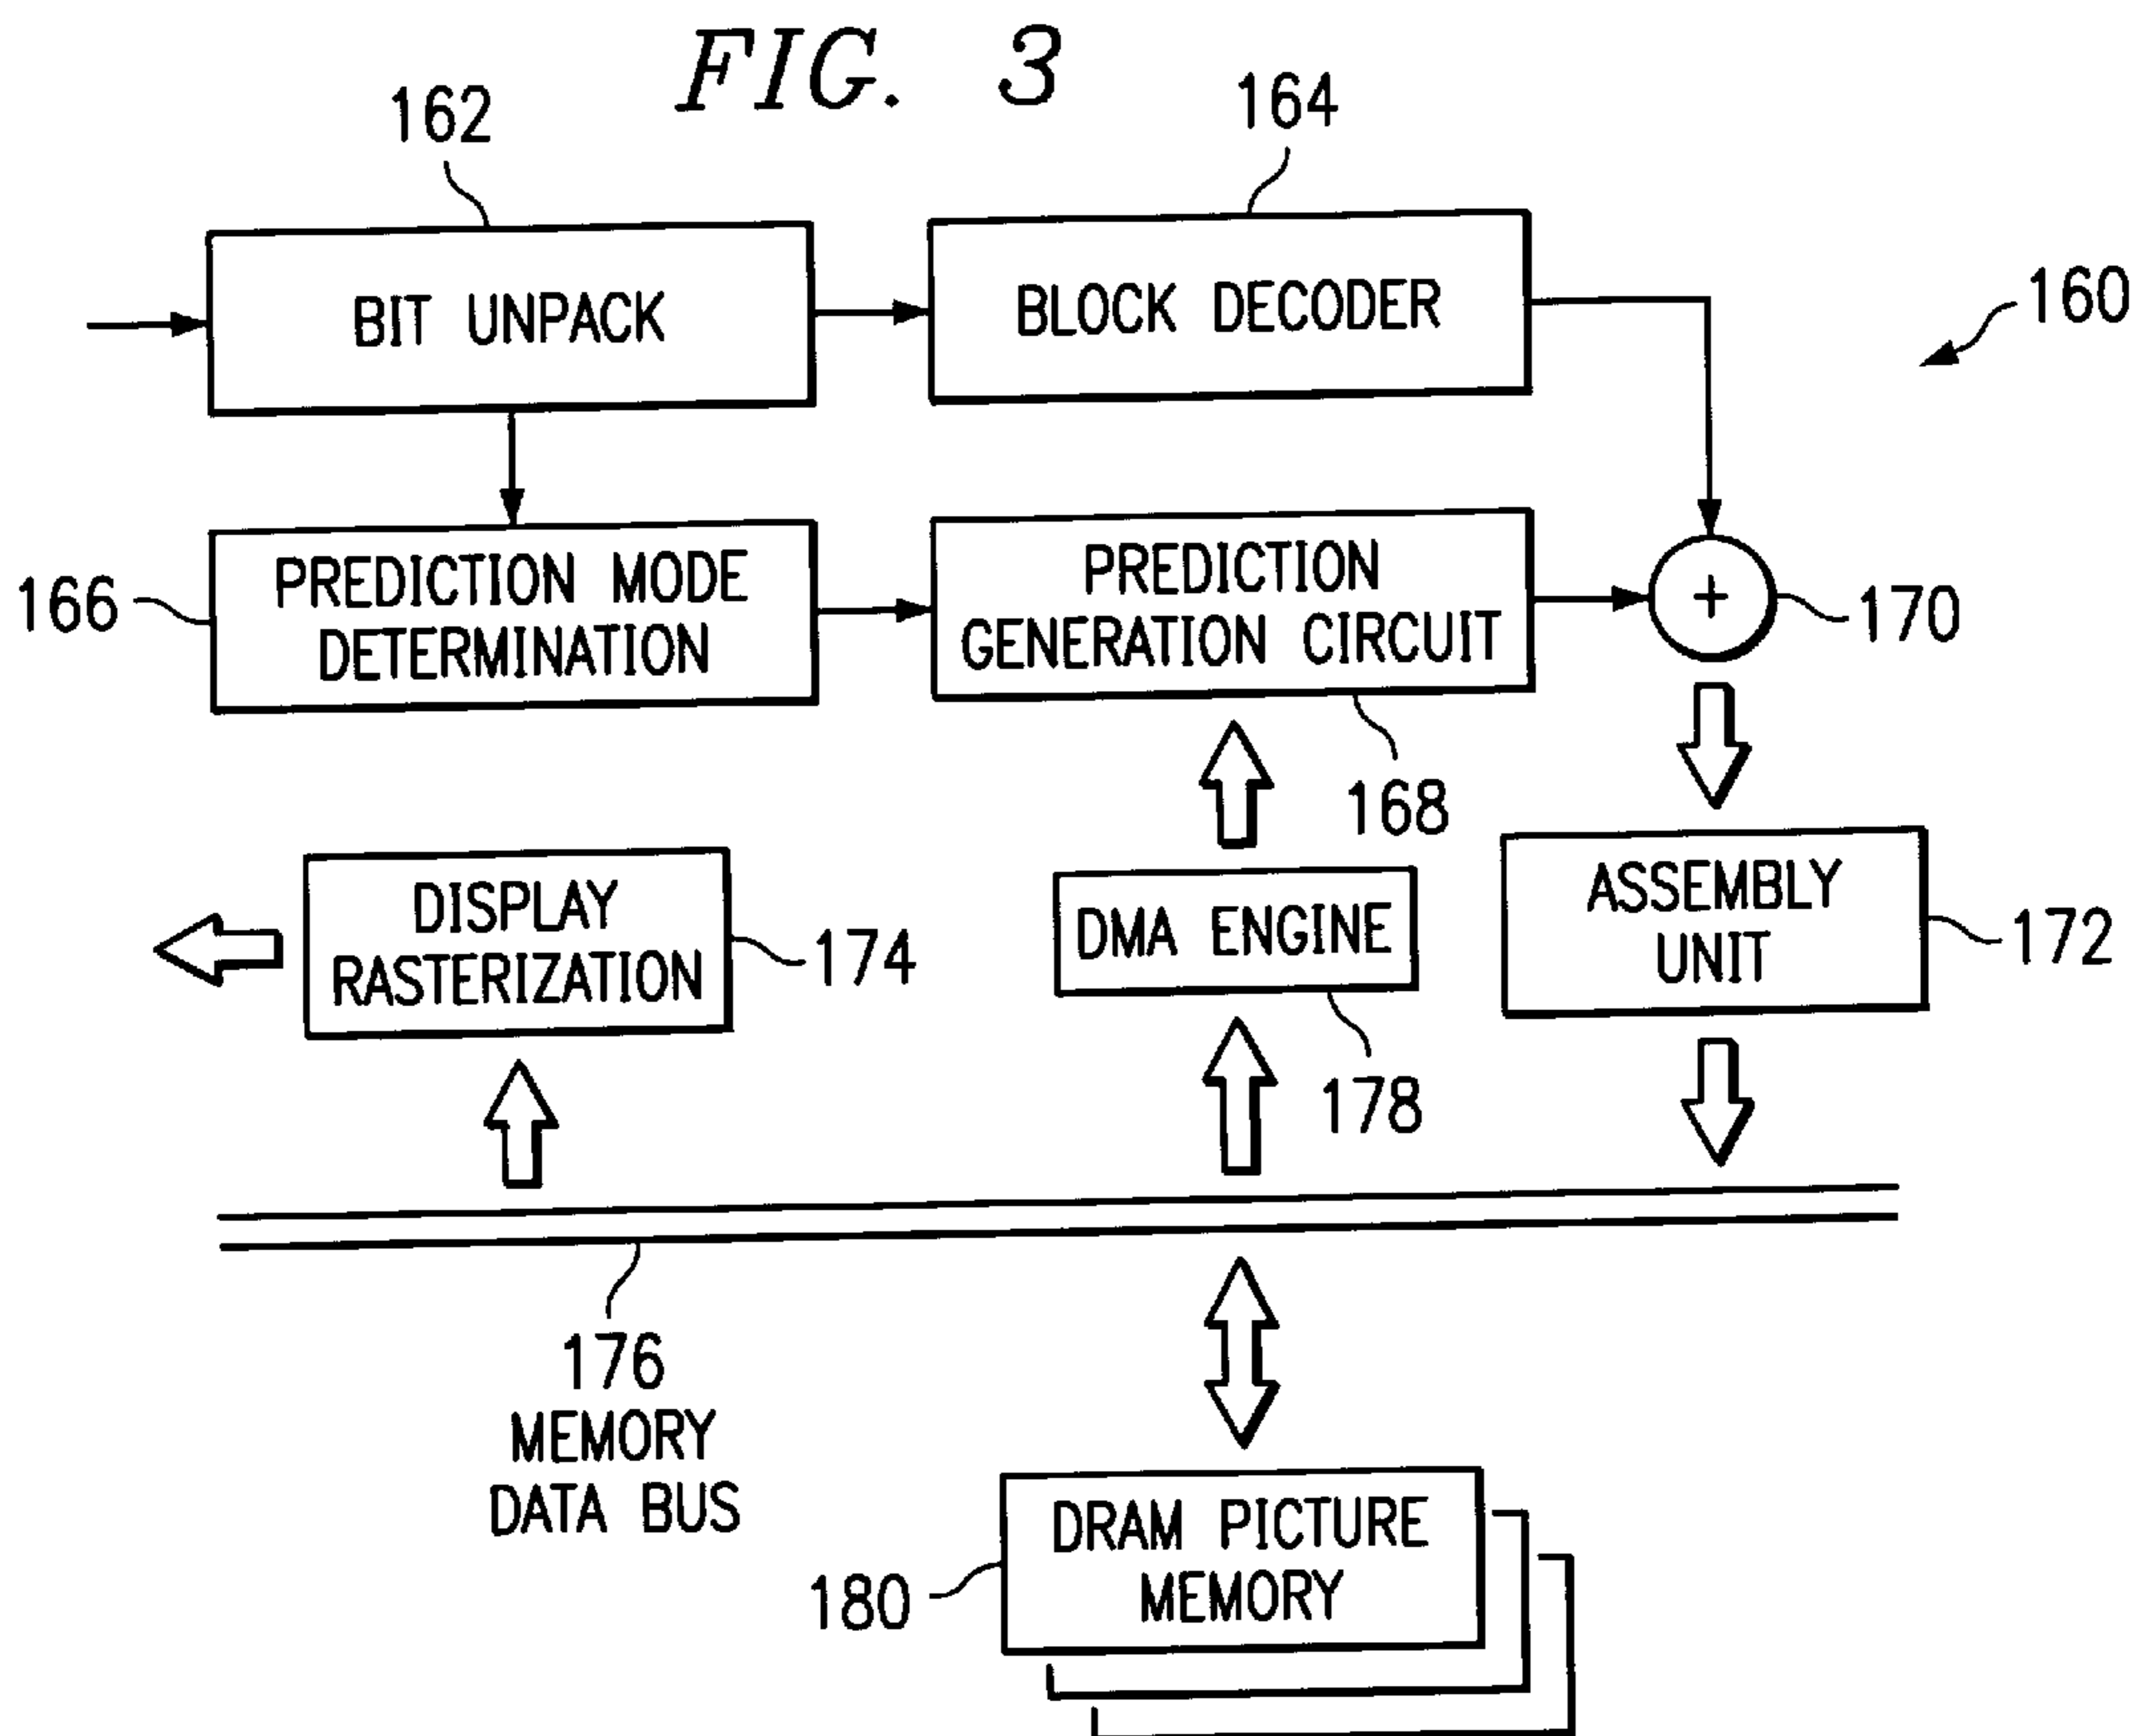 FIG. 3
162
164
BIT UNPACK
BLOCK DECODER
160
PREDICTION MODE
DETERMINATION
166
PREDICTION
GENERATION CIRCUIT
+
170
168
DISPLAY
RASTERIZATION
174
DMA ENGINE
178
ASSEMBLY
UNIT
172
176
MEMORY
DATA BUS
DRAM PICTURE
MEMORY
180